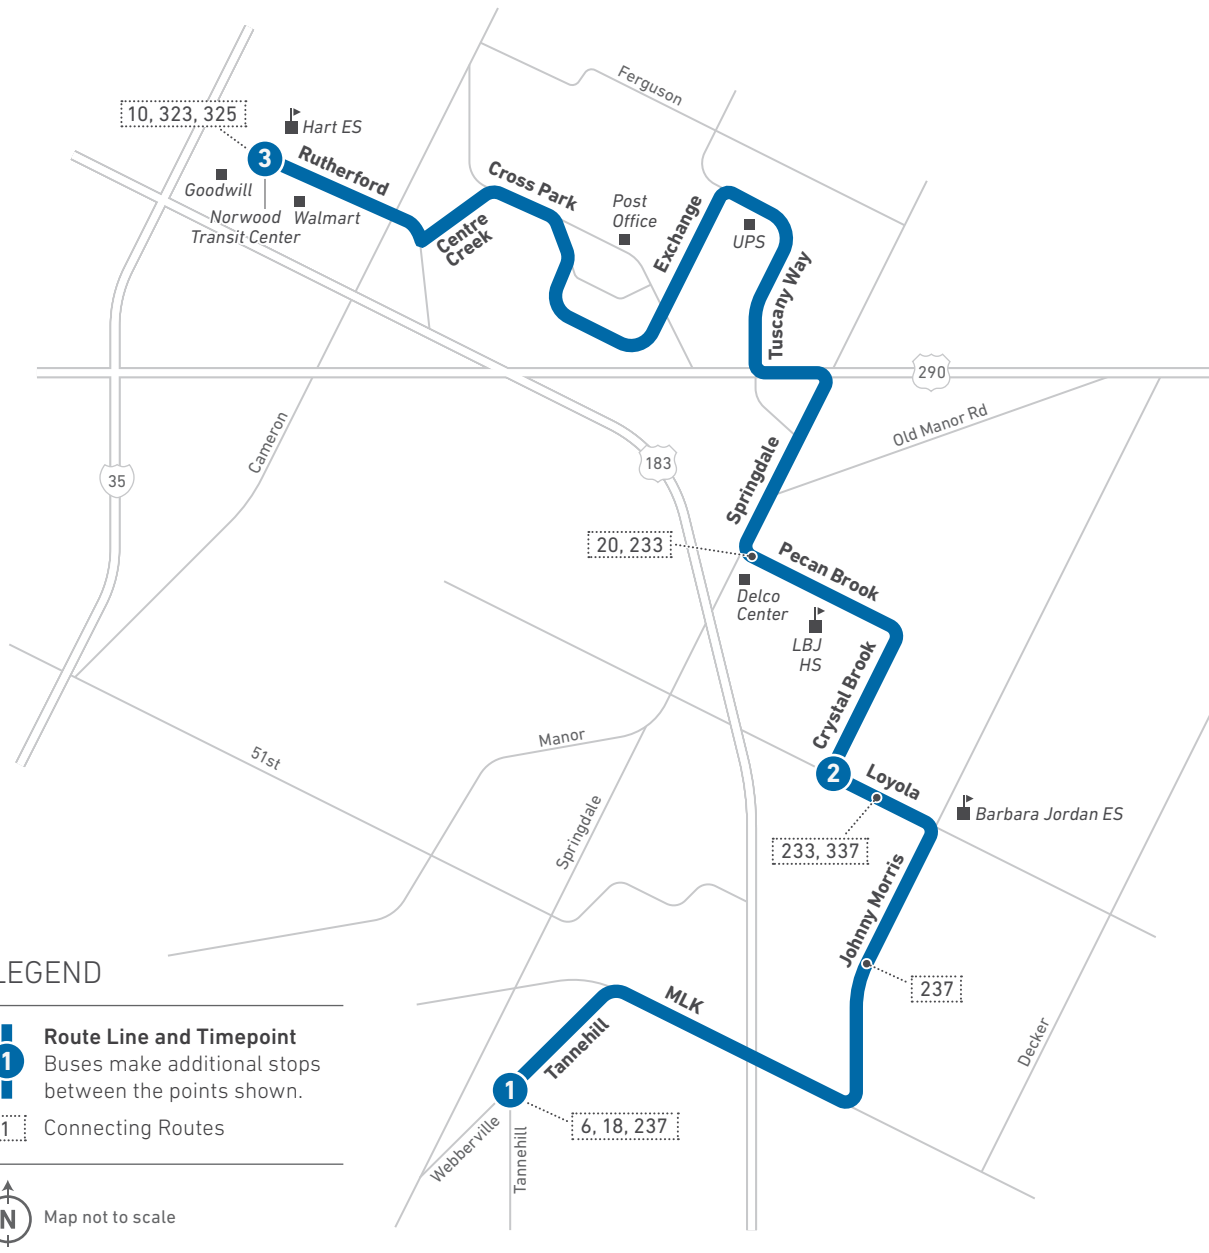 Ferguson
10, 323, 325
Hart ES
3
Rutherford
Cross Park
Goodwill
Norwood
Transit Center
Walmart
Centre
Creek
Post
Office
Exchange
UPS
Tuscany Way
290
Old Manor Rd
Cameron
183
35
Springdale
20, 233
Pecan Brook
Delco
Center
LBJ
HS
Crystal Brook
Manor
51st
2
Loyola
Barbara Jordan ES
Springdale
233, 337
Johnny Morris
237
MLK
Tannehill
Decker
1
6, 18, 237
Webberville
Tannehill
LEGEND
1
Route Line and Timepoint
Buses make additional stops
between the points shown.
1
Connecting Routes
N
Map not to scale